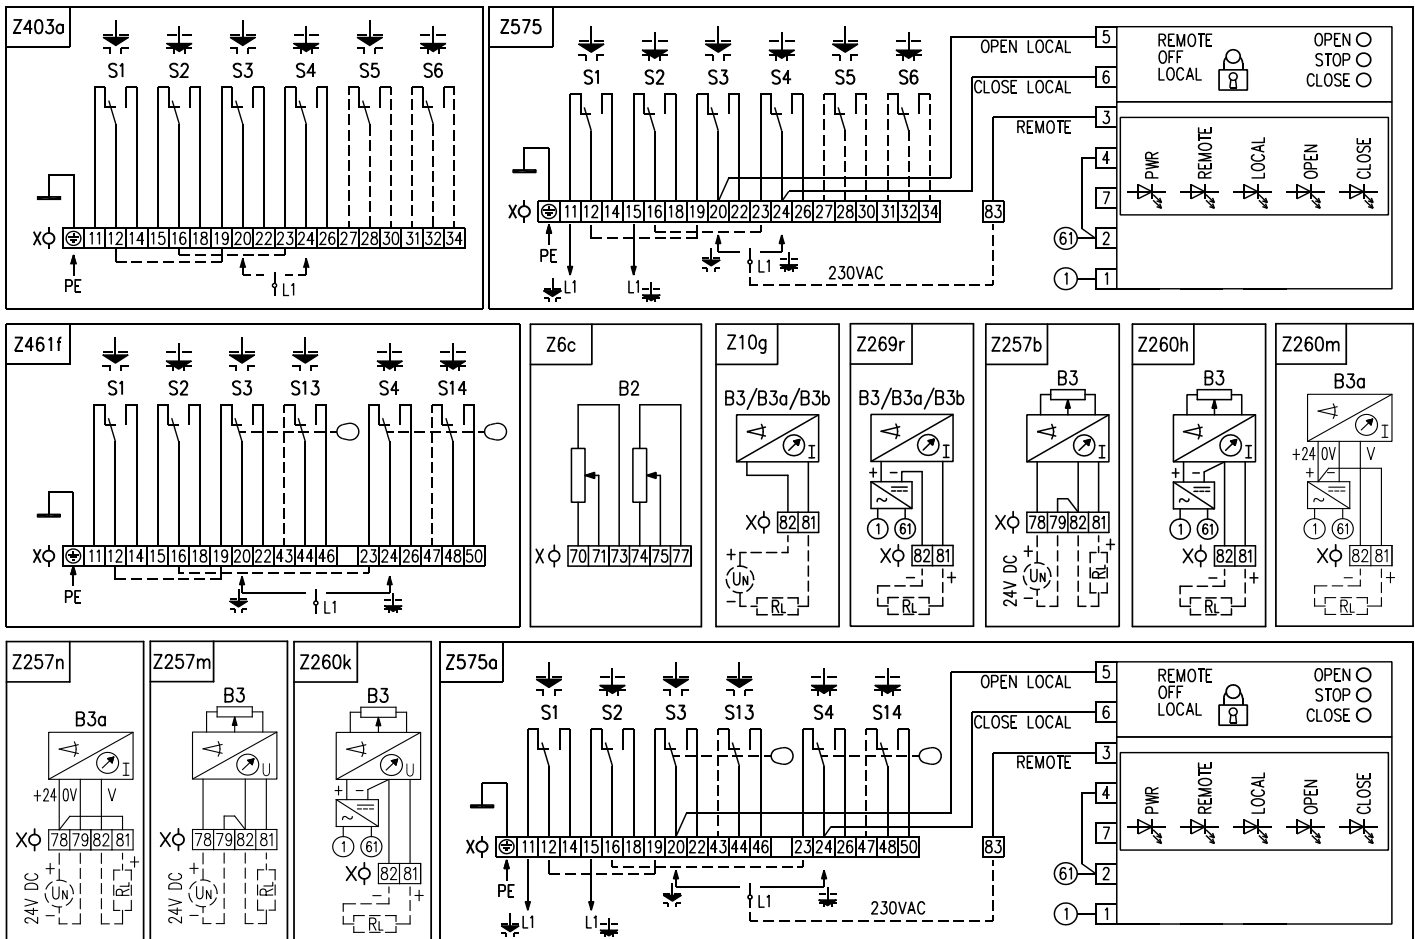 Z403a
S1 S2 S3 S4 S5 S6
X 11 12 14 15 16 18 19 20 22 23 24 26 27 28 30 31 32 34
PE
L1
Z575
S1 S2 S3 S4 S5 S6
X 11 12 14 15 16 18 19 20 22 23 24 26 27 28 30 31 32 34 83
PE
L1 L1 L1
230VAC
OPEN LOCAL 5
CLOSE LOCAL 6
REMOTE 3
4
7
61 2
1 1
REMOTE
OFF
LOCAL
OPEN
STOP
CLOSE
PWR REMOTE LOCAL OPEN CLOSE
Z461f
S1 S2 S3 S13 S4 S14
X 11 12 14 15 16 18 19 20 22 43 44 46 23 24 26 47 48 50
PE
L1
Z6c
B2
X 70 71 73 74 75 77
Z10g
B3/B3a/B3b
I
X 82 81
+
UN
-
RL
Z269r
B3/B3a/B3b
I
+ -
~
1 61
X 82 81
- +
RL
Z257b
B3
I
X 78 79 82 81
+ +
24V DC UN RL
-
Z260h
B3
I
+ -
~
1 61
X 82 81
- +
RL
Z260m
B3a
I
+24 0V V
+ -
~
1 61
X 82 81
- +
RL
Z257n
B3a
I
+24 0V V
X 78 79 82 81
+ +
24V DC UN RL
-
Z257m
B3
U
X 78 79 82 81
+ +
24V DC UN RL
-
Z260k
B3
U
+ -
~
1 61
X 82 81
- +
RL
Z575a
S1 S2 S3 S13 S4 S14
X 11 12 14 15 16 18 19 20 22 43 44 46 23 24 26 47 48 50 83
PE
L1 L1 L1
230VAC
OPEN LOCAL 5
CLOSE LOCAL 6
REMOTE 3
4
7
61 2
1 1
REMOTE
OFF
LOCAL
OPEN
STOP
CLOSE
PWR REMOTE LOCAL OPEN CLOSE